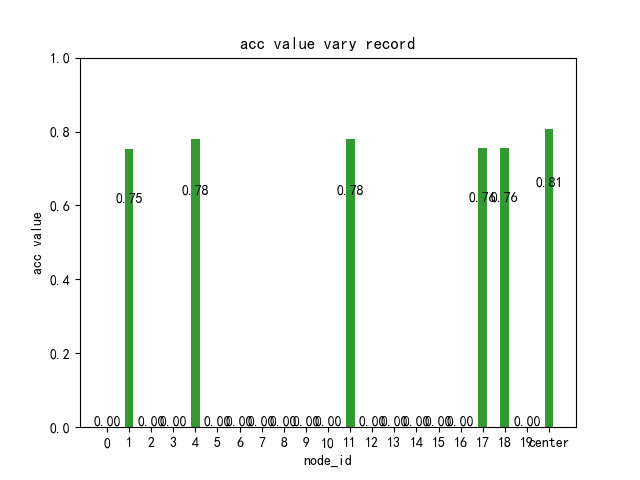 acc value vary record
1.0
0.8
0.6
0.4
0.2
0.0
acc value
0.00 0.75 0.00 0.00 0.78 0.00 0.00 0.00 0.00 0.00 0.00 0.78 0.00 0.00 0.00 0.00 0.00 0.76 0.76 0.00 0.81
0 1 2 3 4 5 6 7 8 9 10 11 12 13 14 15 16 17 18 19 center
node_id